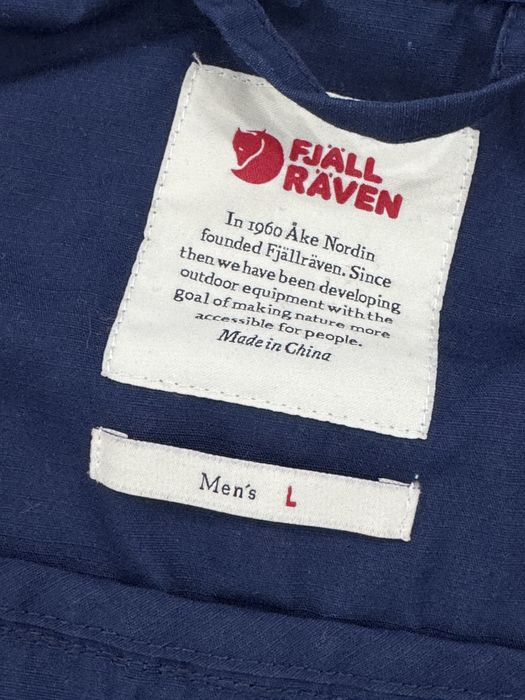 FJÄLL
RÄVEN
In 1960 Åke Nordin
founded Fjällräven. Since
then we have been developing
outdoor equipment with the
goal of making nature more
accessible for people.
Made in China
Men's L